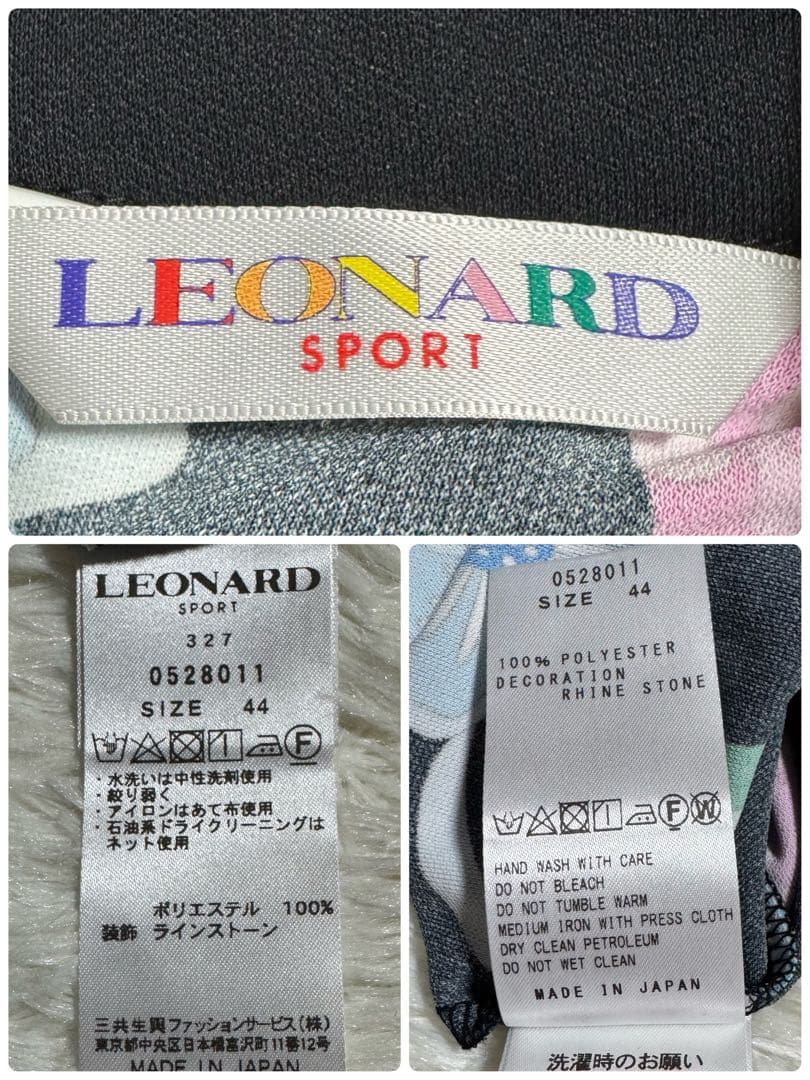 LEONARD
SPORT
LEONARD
SPORT
327
0528011
SIZE 44
F
・水洗いは中性洗剤使用
・絞り弱く
・アイロンはあて布使用
・石油系ドライクリーニングは
ネット使用
ポリエステル 100%
装飾 ラインストーン
三共生興ファッションサービス(株)
東京都中央区日本橋富沢町11番12号
MADE IN JAPAN
0528011
SIZE 44
100% POLYESTER
DECORATION
RHINE STONE
F W
HAND WASH WITH CARE
DO NOT BLEACH
DO NOT TUMBLE WARM
MEDIUM IRON WITH PRESS CLOTH
DRY CLEAN PETROLEUM
DO NOT WET CLEAN
MADE IN JAPAN
洗濯時のお願い